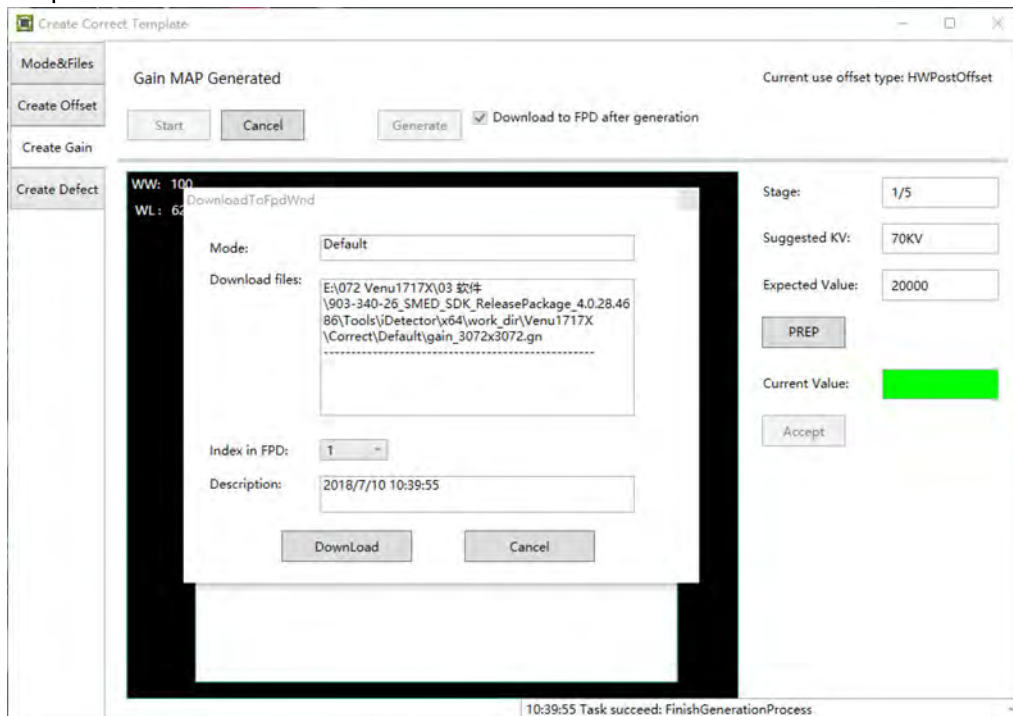 Create Correct Template
Mode&Files
Create Offset
Create Gain
Create Defect
Gain MAP Generated
Current use offset type: HWPostOffset
Start
Cancel
Generate
Download to FPD after generation
WW: 100
WL: 62
DownloadToFpdWnd
Mode:
Default
Download files:
E:\072 Venu1717X\03 软件
\903-340-26_SMED_SDK_ReleasePackage_4.0.28.46
86\Tools\iDetector\x64\work_dir\Venu1717X
\Correct\Default\gain_3072x3072.gn
----------------------------------------------------
Index in FPD:
1
Description:
2018/7/10 10:39:55
DownLoad
Cancel
Stage:
1/5
Suggested KV:
70KV
Expected Value:
20000
PREP
Current Value:
Accept
10:39:55 Task succeed: FinishGenerationProcess